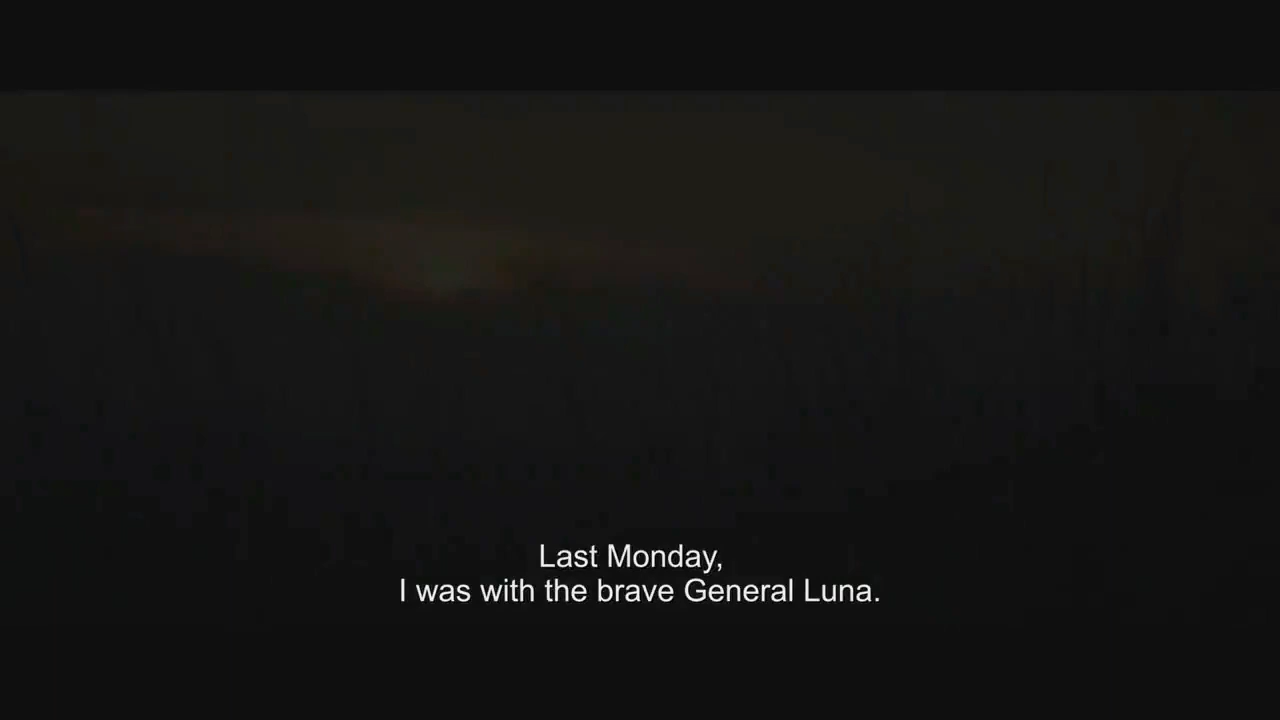 Last Monday,
I was with the brave General Luna.